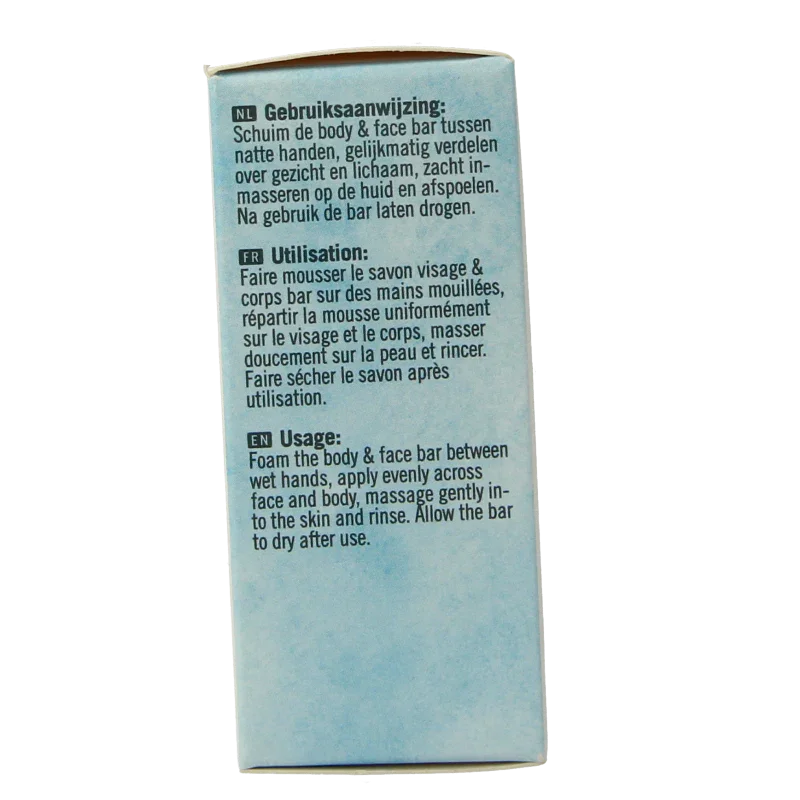 NL Gebruiksaanwijzing:
Schuim de body & face bar tussen
natte handen, gelijkmatig verdelen
over gezicht en lichaam, zacht in-
masseren op de huid en afspoelen.
Na gebruik de bar laten drogen.
FR Utilisation:
Faire mousser le savon visage &
corps bar sur des mains mouillées,
répartir la mousse uniformément
sur le visage et le corps, masser
doucement sur la peau et rincer.
Faire sécher le savon après
utilisation.
EN Usage:
Foam the body & face bar between
wet hands, apply evenly across
face and body, massage gently in-
to the skin and rinse. Allow the bar
to dry after use.